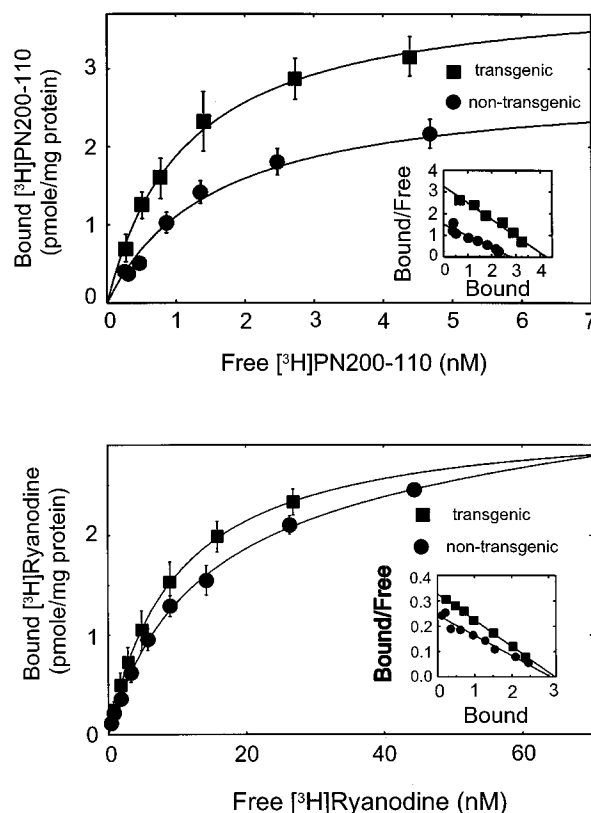 Bound [³H]PN200-110
(pmole/mg protein)
3
2
1
0
transgenic
non-transgenic
Bound/Free
4
3
2
1
0
0 1 2 3 4
Bound
0 1 2 3 4 5 6 7
Free [³H]PN200-110 (nM)
Bound [³H]Ryanodine
(pmole/mg protein)
2
1
0
transgenic
non-transgenic
Bound/Free
0.4
0.3
0.2
0.1
0.0
0 1 2 3
Bound
0 20 40 60
Free [³H]Ryanodine (nM)